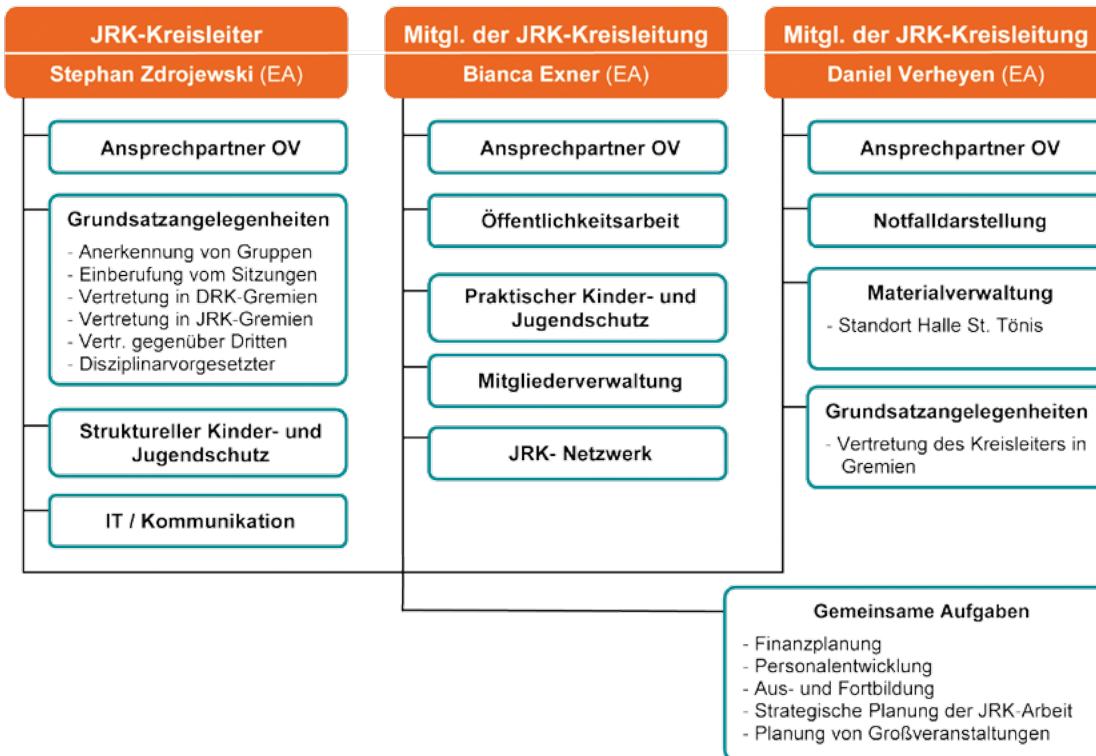 JRK-Kreisleiter
Stephan Zdrojewski (EA)
Ansprechpartner OV
Grundsatzangelegenheiten
- Anerkennung von Gruppen
- Einberufung vom Sitzungen
- Vertretung in DRK-Gremien
- Vertretung in JRK-Gremien
- Vertr. gegenüber Dritten
- Disziplinarvorgesetzter
Struktureller Kinder- und
Jugendschutz
IT / Kommunikation
Mitgl. der JRK-Kreisleitung
Bianca Exner (EA)
Ansprechpartner OV
Öffentlichkeitsarbeit
Praktischer Kinder- und
Jugendschutz
Mitgliederverwaltung
JRK- Netzwerk
Mitgl. der JRK-Kreisleitung
Daniel Verheyen (EA)
Ansprechpartner OV
Notfalldarstellung
Materialverwaltung
- Standort Halle St. Tönis
Grundsatzangelegenheiten
- Vertretung des Kreisleiters in
Gremien
Gemeinsame Aufgaben
- Finanzplanung
- Personalentwicklung
- Aus- und Fortbildung
- Strategische Planung der JRK-Arbeit
- Planung von Großveranstaltungen